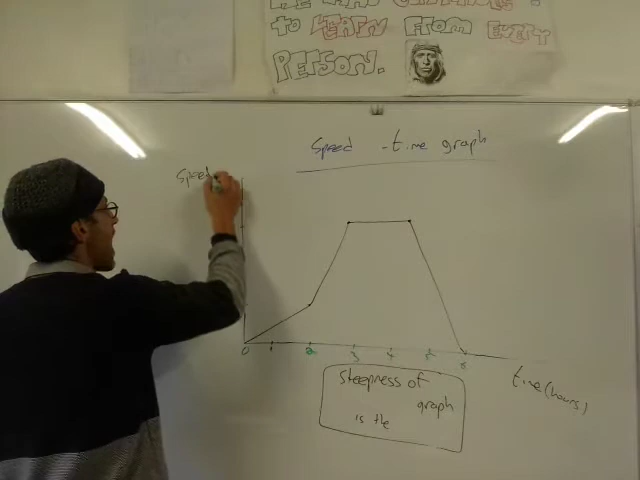 to LEARN FROM EVERY
PERSON.
Speed - time graph
Speed
0 1 2 3 4 5 6
time (hours)
steepness of
graph
is the